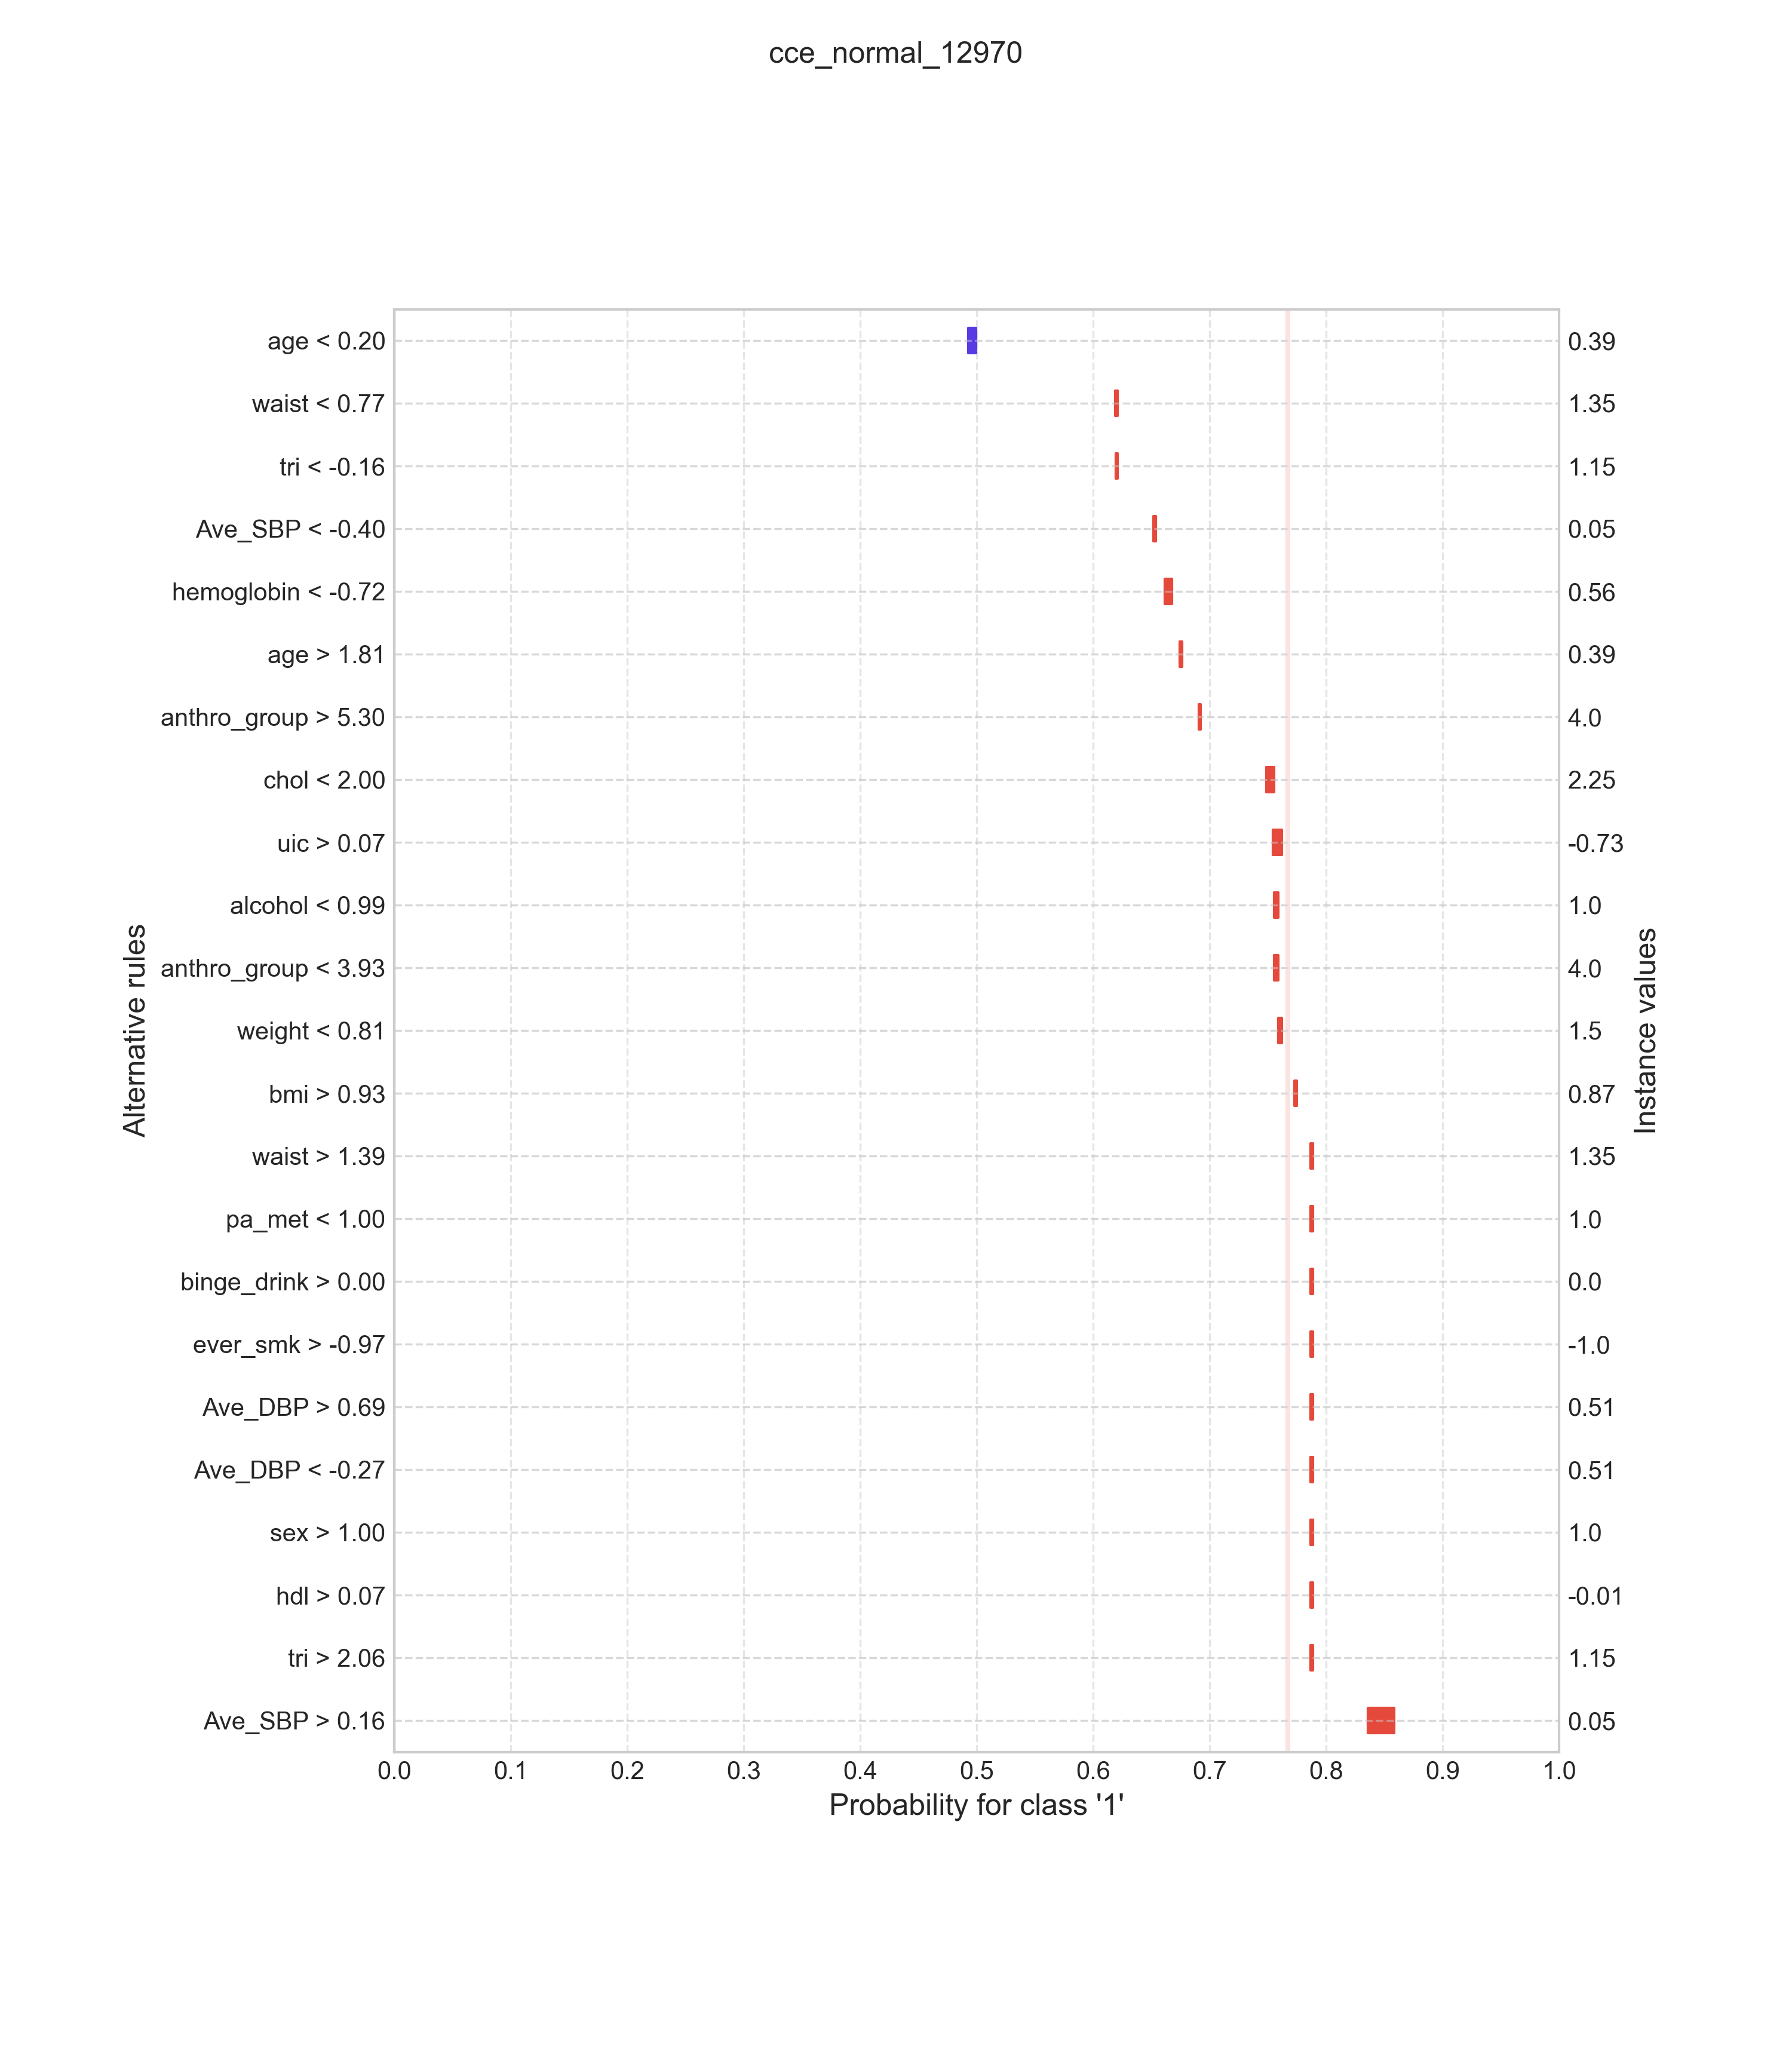 cce_normal_12970
age < 0.20 0.39
waist < 0.77 1.35
tri < -0.16 1.15
Ave_SBP < -0.40 0.05
hemoglobin < -0.72 0.56
age > 1.81 0.39
anthro_group > 5.30 4.0
chol < 2.00 2.25
uic > 0.07 -0.73
alcohol < 0.99 1.0
anthro_group < 3.93 4.0
weight < 0.81 1.5
bmi > 0.93 0.87
waist > 1.39 1.35
pa_met < 1.00 1.0
binge_drink > 0.00 0.0
ever_smk > -0.97 -1.0
Ave_DBP > 0.69 0.51
Ave_DBP < -0.27 0.51
sex > 1.00 1.0
hdl > 0.07 -0.01
tri > 2.06 1.15
Ave_SBP > 0.16 0.05
Alternative rules
Instance values
0.0 0.1 0.2 0.3 0.4 0.5 0.6 0.7 0.8 0.9 1.0
Probability for class '1'